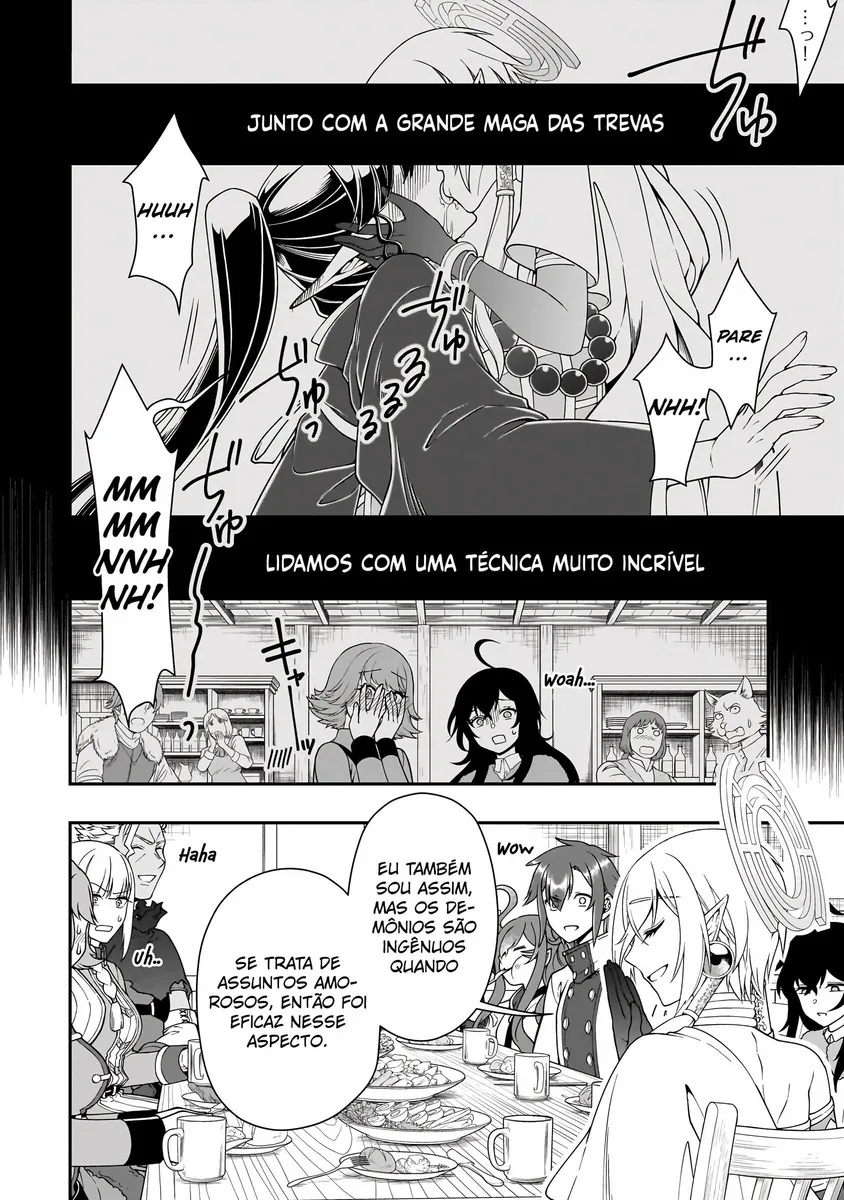 …っ!
ぢゅ
JUNTO COM A GRANDE MAGA DAS TREVAS
HUUH
...
PARE
...
NHH!
ぢゅ
るるる
ぢゅっ
MM
MM
NNH
NH!
ぢゅ
LIDAMOS COM UMA TÉCNICA MUITO INCRÍVEL
キャー
WOAH...
Haha
WOW
EU TAMBÉM
SOU ASSIM,
MAS OS DE-
MÔNIOS SÃO
INGÊNUOS
QUANDO
SE TRATA DE
ASSUNTOS AMO-
ROSOS, ENTÃO FOI
EFICAZ NESSE
ASPECTO.
Uh..